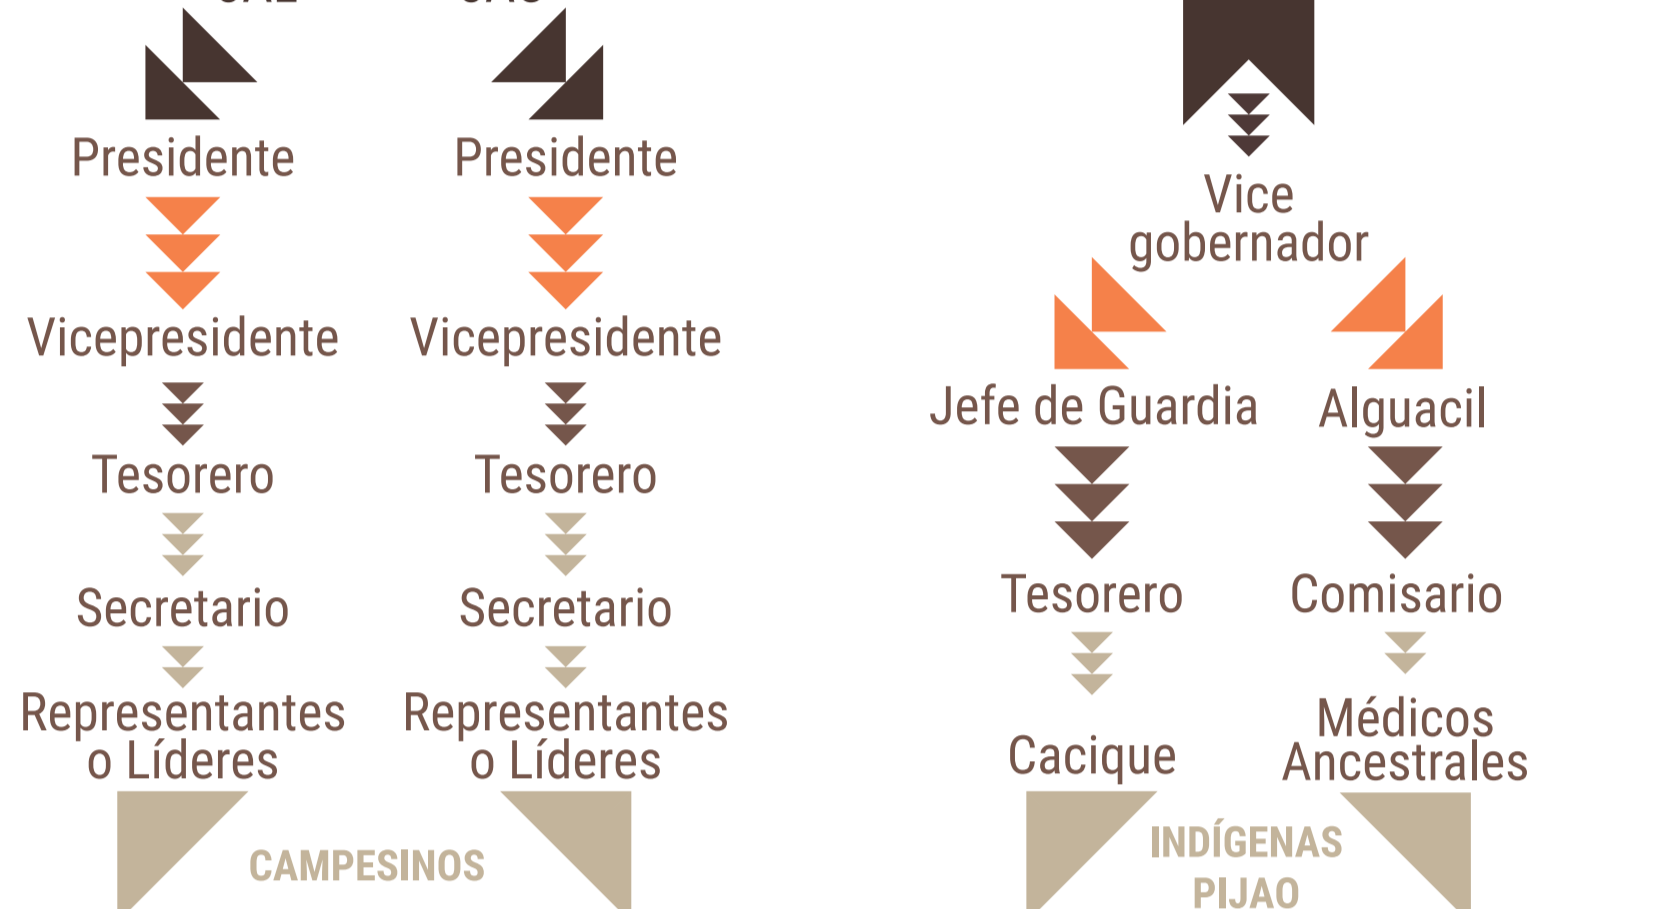 Presidente
Vicepresidente
Tesorero
Secretario
Representantes
o Líderes
Presidente
Vicepresidente
Tesorero
Secretario
Representantes
o Líderes
CAMPESINOS
Vice
gobernador
Jefe de Guardia
Tesorero
Cacique
Alguacil
Comisario
Médicos
Ancestrales
INDÍGENAS
PIJAO